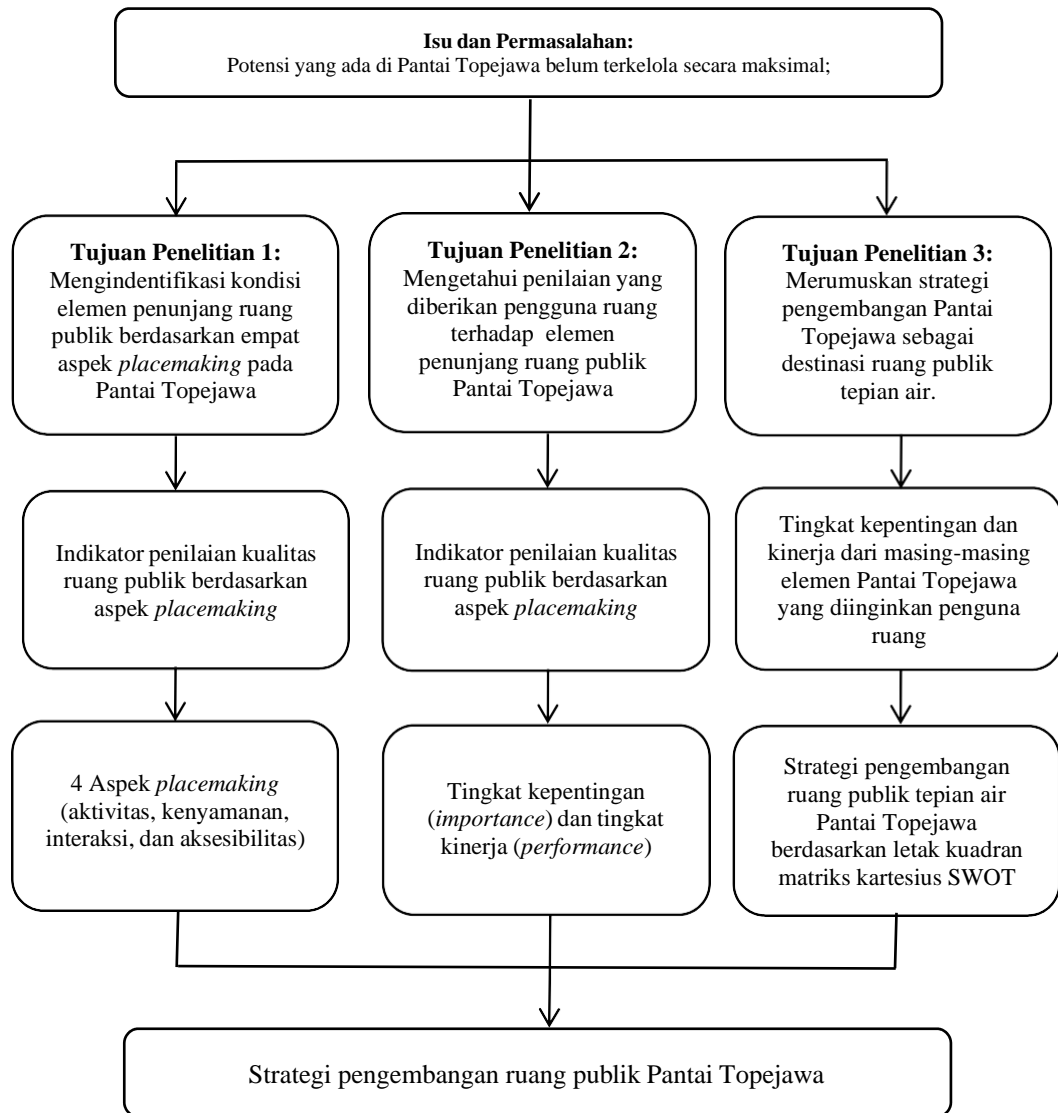 Isu dan Permasalahan:
Potensi yang ada di Pantai Topejawa belum terkelola secara maksimal;
Tujuan Penelitian 1:
Mengindentifikasi kondisi
elemen penunjang ruang
publik berdasarkan empat
aspek placemaking pada
Pantai Topejawa
Tujuan Penelitian 2:
Mengetahui penilaian yang
diberikan pengguna ruang
terhadap elemen
penunjang ruang publik
Pantai Topejawa
Tujuan Penelitian 3:
Merumuskan strategi
pengembangan Pantai
Topejawa sebagai
destinasi ruang publik
tepian air.
Indikator penilaian kualitas
ruang publik berdasarkan
aspek placemaking
Indikator penilaian kualitas
ruang publik berdasarkan
aspek placemaking
Tingkat kepentingan dan
kinerja dari masing-masing
elemen Pantai Topejawa
yang diinginkan penguna
ruang
4 Aspek placemaking
(aktivitas, kenyamanan,
interaksi, dan aksesibilitas)
Tingkat kepentingan
(importance) dan tingkat
kinerja (performance)
Strategi pengembangan
ruang publik tepian air
Pantai Topejawa
berdasarkan letak kuadran
matriks kartesius SWOT
Strategi pengembangan ruang publik Pantai Topejawa